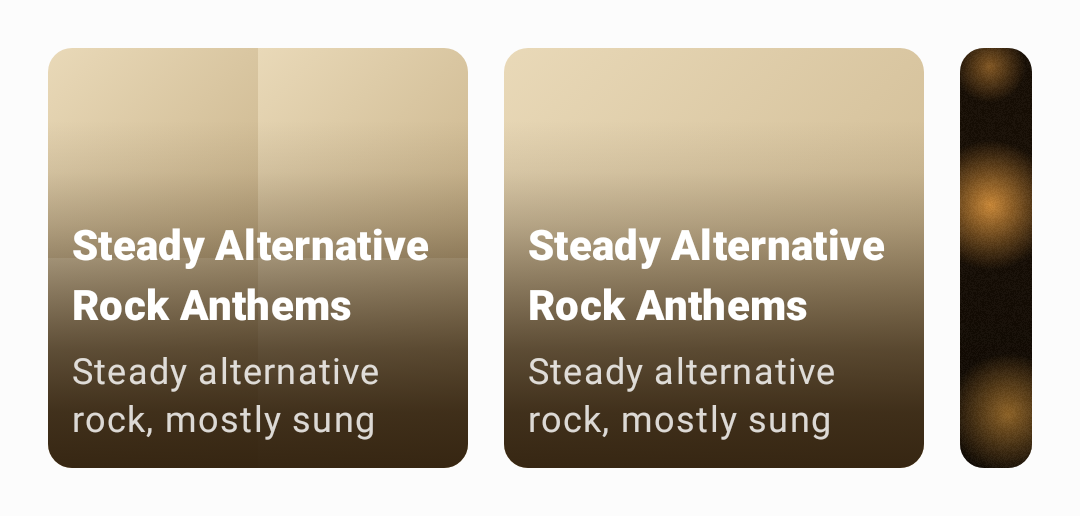 Steady Alternative
Rock Anthems
Steady alternative
rock, mostly sung
Steady Alternative
Rock Anthems
Steady alternative
rock, mostly sung